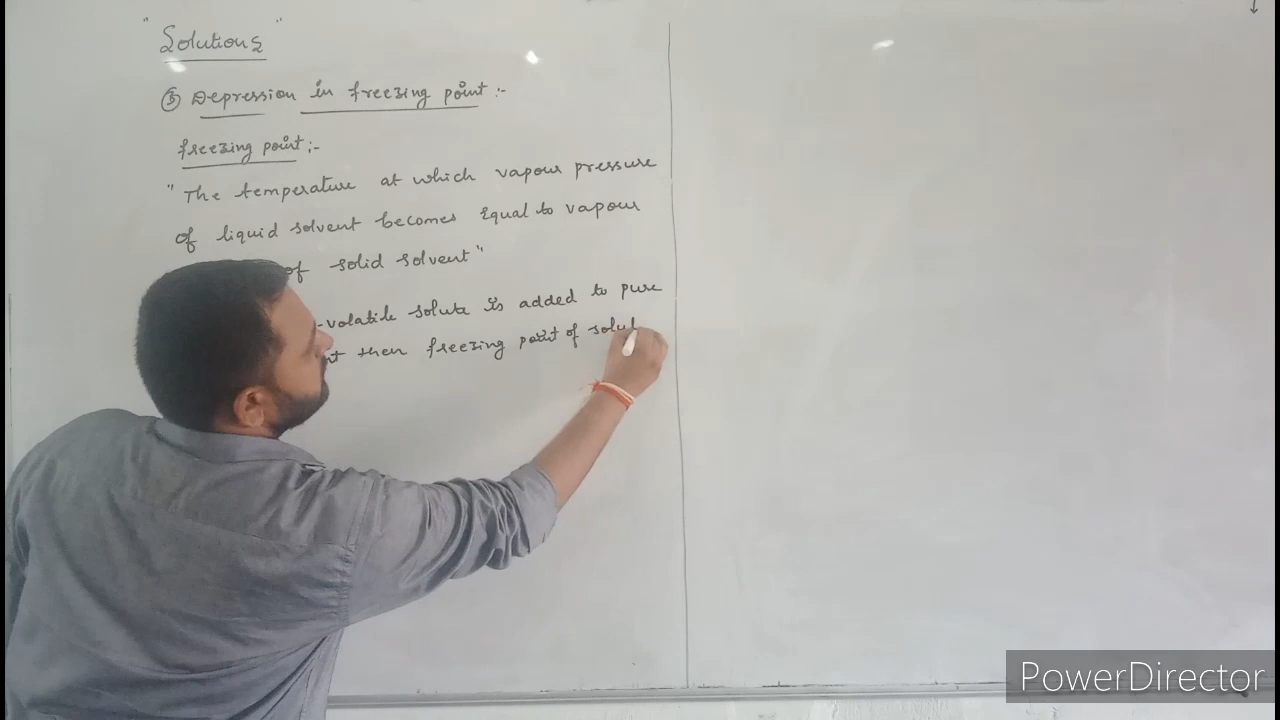 "Solutions"
③ Depression in freezing point :-
freezing point :-
"The temperature at which vapour pressure
of liquid solvent becomes equal to vapour
of solid solvent"
-volatile solute is added to pure
then freezing point of
PowerDirector